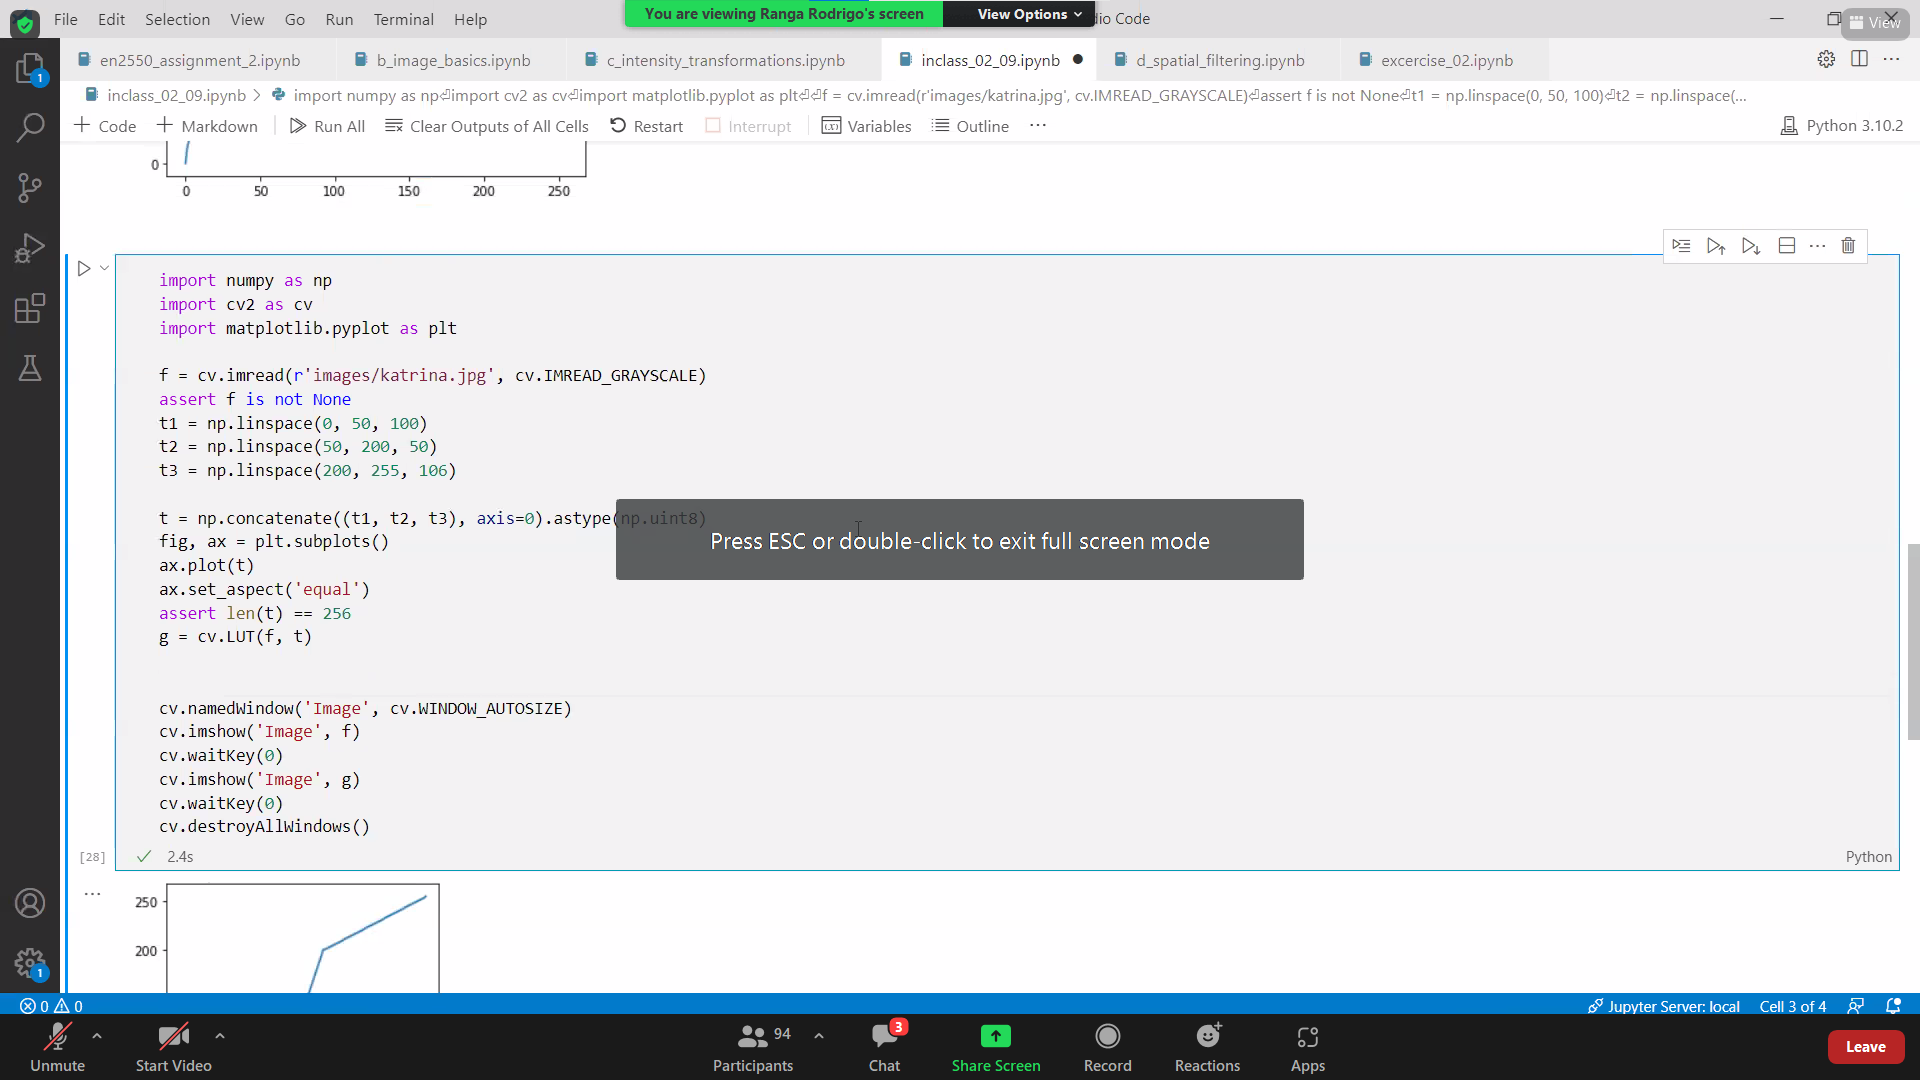 File Edit Selection View Go Run Terminal Help
You are viewing Ranga Rodrigo's screen View Options
dio Code
View
en2550_assignment_2.ipynb b_image_basics.ipynb c_intensity_transformations.ipynb inclass_02_09.ipynb d_spatial_filtering.ipynb excercise_02.ipynb
inclass_02_09.ipynb > import numpy as np⏎import cv2 as cv⏎import matplotlib.pyplot as plt⏎⏎f = cv.imread(r'images/katrina.jpg', cv.IMREAD_GRAYSCALE)⏎assert f is not None⏎t1 = np.linspace(0, 50, 100)⏎t2 = np.linspace(...
+ Code + Markdown Run All Clear Outputs of All Cells Restart Interrupt Variables Outline ... Python 3.10.2
0
0 50 100 150 200 250
import numpy as np
import cv2 as cv
import matplotlib.pyplot as plt
f = cv.imread(r'images/katrina.jpg', cv.IMREAD_GRAYSCALE)
assert f is not None
t1 = np.linspace(0, 50, 100)
t2 = np.linspace(50, 200, 50)
t3 = np.linspace(200, 255, 106)
t = np.concatenate((t1, t2, t3), axis=0).astype(np.uint8)
fig, ax = plt.subplots()
Press ESC or double-click to exit full screen mode
ax.plot(t)
ax.set_aspect('equal')
assert len(t) == 256
g = cv.LUT(f, t)
cv.namedWindow('Image', cv.WINDOW_AUTOSIZE)
cv.imshow('Image', f)
cv.waitKey(0)
cv.imshow('Image', g)
cv.waitKey(0)
cv.destroyAllWindows()
[28] 2.4s Python
250
200
1
1
0 0 Jupyter Server: local Cell 3 of 4
94
3
Unmute Start Video Participants Chat Share Screen Record Reactions Apps Leave